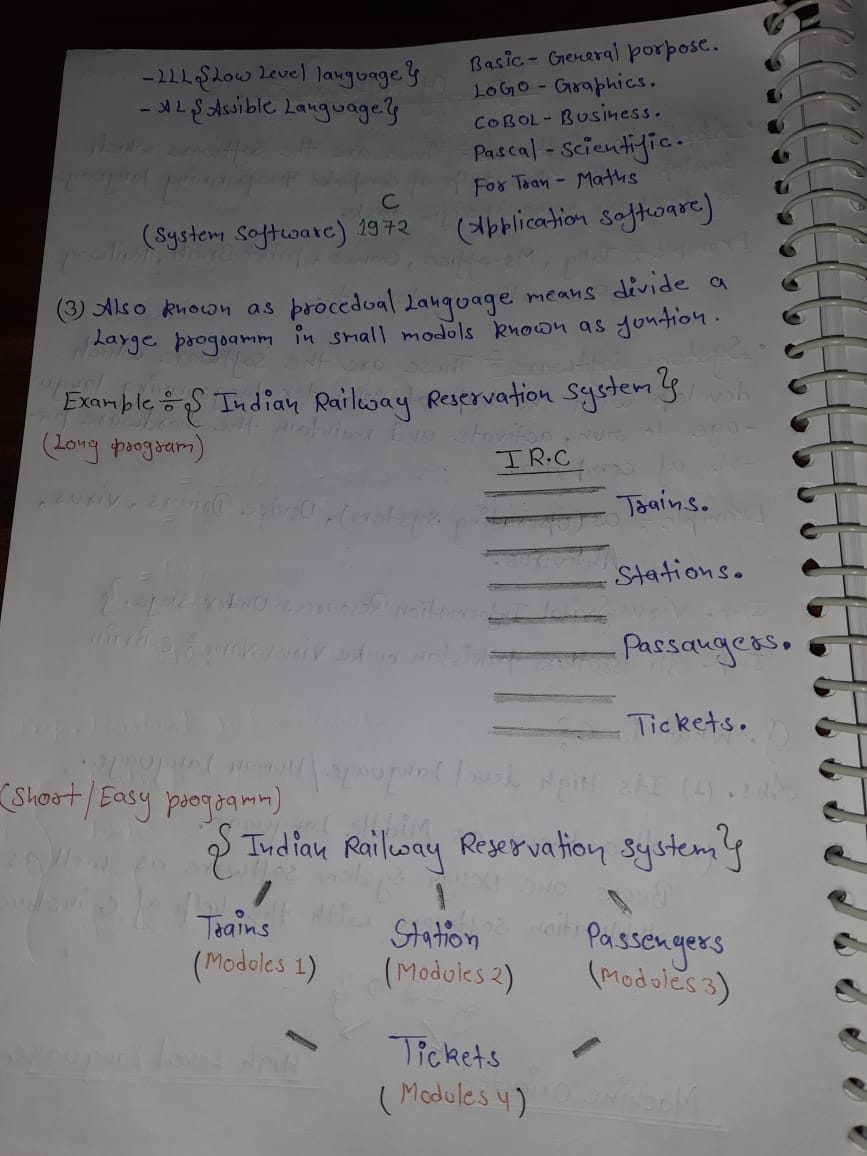 -LLL {Low Level language}
- AL {Assible Language}
Basic - General porpose.
LOGO - Graphics.
COBOL - Business.
Pascal - Scientific.
For Tran - Maths
C
(System Software) 1972 (Application Software)
(3) Also known as procedual Language means divide a
Large progoamm in small modols known as funtion.
Example ÷ { Indian Railway Reservation System }
(Long program)
I R.C
Trains.
Stations.
Passangers.
Tickets.
(Short/Easy programm)
{ Indian Railway Reservation System }
Trains Station Passengers
(Modoles 1) (Modoles 2) (Modoles 3)
Tickets
(Modules 4)